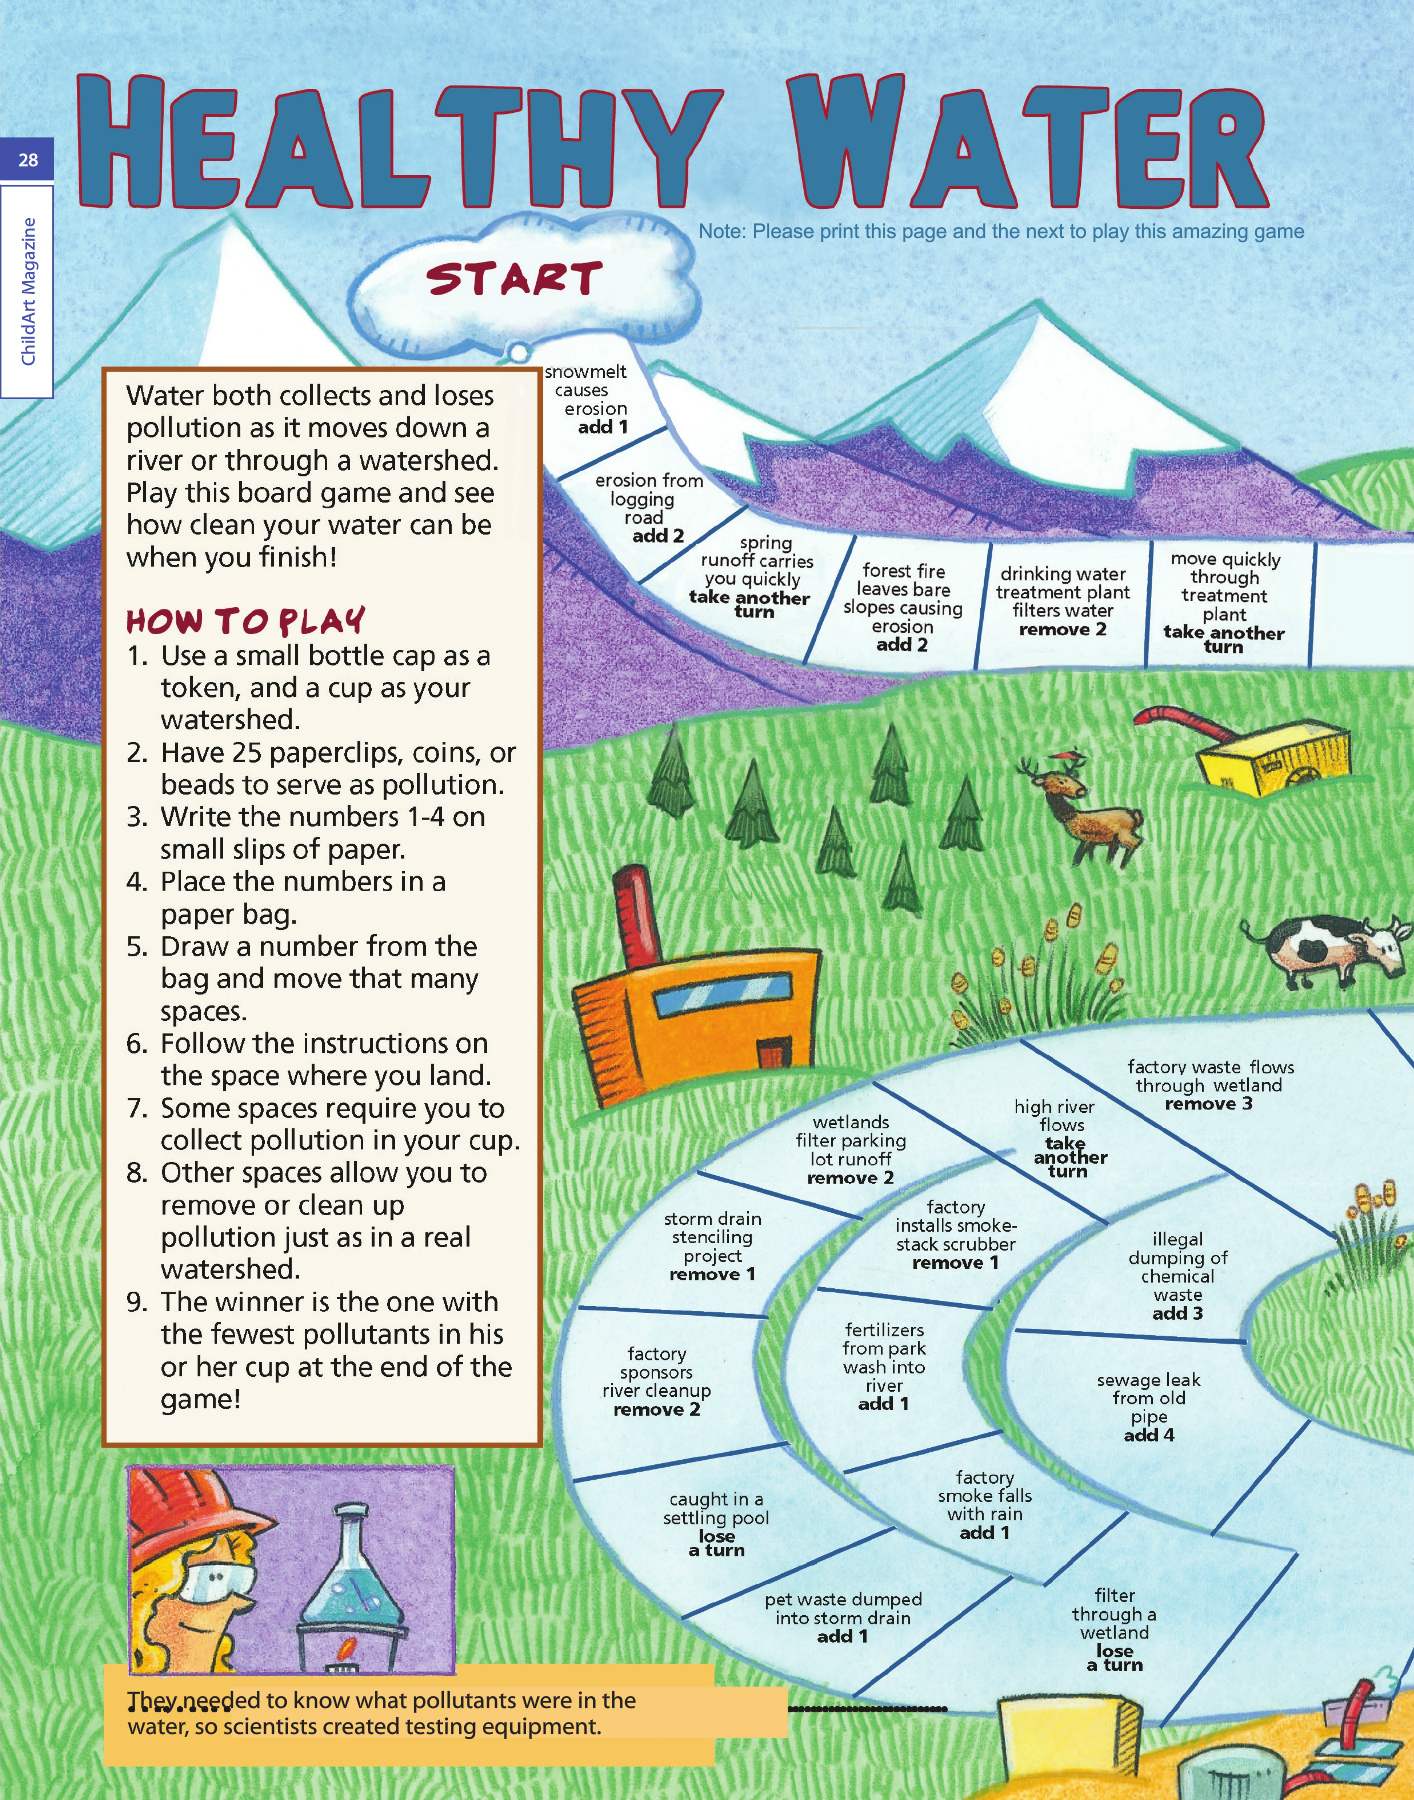 HEALTHY WATER
28
ChildArt Magazine
Note: Please print this page and the next to play this amazing game
START
Water both collects and loses
pollution as it moves down a
river or through a watershed.
Play this board game and see
how clean your water can be
when you finish!
HOW TO PLAY
1. Use a small bottle cap as a
token, and a cup as your
watershed.
2. Have 25 paperclips, coins, or
beads to serve as pollution.
3. Write the numbers 1-4 on
small slips of paper.
4. Place the numbers in a
paper bag.
5. Draw a number from the
bag and move that many
spaces.
6. Follow the instructions on
the space where you land.
7. Some spaces require you to
collect pollution in your cup.
8. Other spaces allow you to
remove or clean up
pollution just as in a real
watershed.
9. The winner is the one with
the fewest pollutants in his
or her cup at the end of the
game!
snowmelt
causes
erosion
add 1
erosion from
logging
road
add 2
spring
runoff carries
you quickly
take another
turn
forest fire
leaves bare
slopes causing
erosion
add 2
drinking water
treatment plant
filters water
remove 2
move quickly
through
treatment
plant
take another
turn
factory waste flows
through wetland
remove 3
high river
flows
take
another
turn
wetlands
filter parking
lot runoff
remove 2
storm drain
stenciling
project
remove 1
factory
sponsors
river cleanup
remove 2
caught in a
settling pool
lose
a turn
pet waste dumped
into storm drain
add 1
factory
installs smoke-
stack scrubber
remove 1
fertilizers
from park
wash into
river
add 1
factory
smoke falls
with rain
add 1
illegal
dumping of
chemical
waste
add 3
sewage leak
from old
pipe
add 4
filter
through a
wetland
lose
a turn
They needed to know what pollutants were in the
water, so scientists created testing equipment.